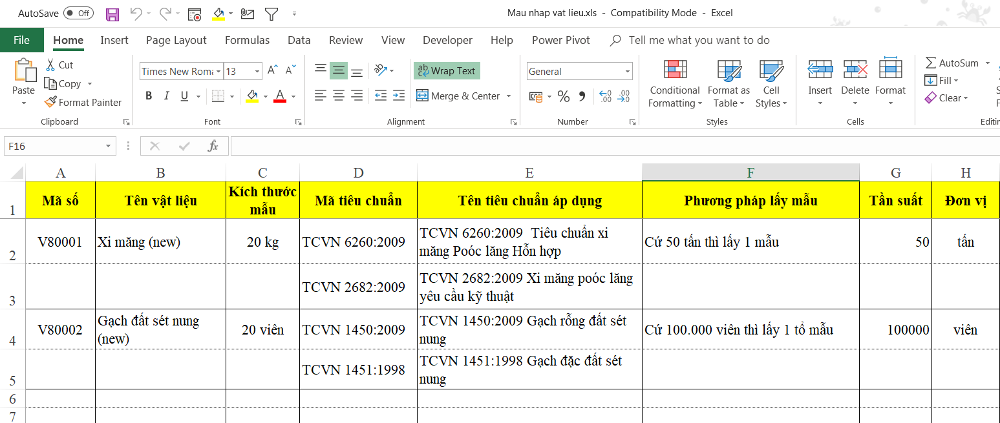 AutoSave Off
Mau nhap vat lieu.xls - Compatibility Mode - Excel
File Home Insert Page Layout Formulas Data Review View Developer Help Power Pivot Tell me what you want to do
Paste
Cut
Copy
Format Painter
Clipboard
Times New Roma 13
B I U
Font
Wrap Text
Merge & Center
Alignment
General
Number
Conditional
Formatting
Format as
Table
Cell
Styles
Styles
Insert
Delete
Format
Cells
AutoSum
Fill
Clear
Editin
F16
fx
A B C D E F G H
1
Mã số
Tên vật liệu
Kích thước
mẫu
Mã tiêu chuẩn
Tên tiêu chuẩn áp dụng
Phương pháp lấy mẫu
Tần suất
Đơn vị
2
V80001
Xi măng (new)
20 kg
TCVN 6260:2009
TCVN 6260:2009 Tiêu chuẩn xi
măng Poóc lăng Hỗn hợp
Cứ 50 tấn thì lấy 1 mẫu
50
tấn
3
TCVN 2682:2009
TCVN 2682:2009 Xi măng poóc lăng
yêu cầu kỹ thuật
4
V80002
Gạch đất sét nung
(new)
20 viên
TCVN 1450:2009
TCVN 1450:2009 Gạch rỗng đất sét
nung
Cứ 100.000 viên thì lấy 1 tổ mẫu
100000
viên
5
TCVN 1451:1998
TCVN 1451:1998 Gạch đặc đất sét
nung
6
7